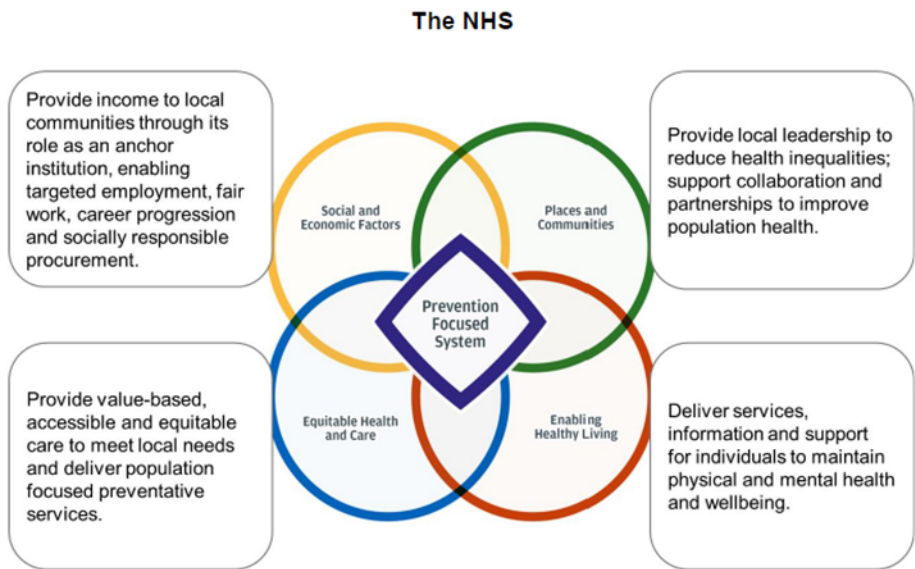 The NHS
Provide income to local
communities through its
role as an anchor
institution, enabling
targeted employment, fair
work, career progression
and socially responsible
procurement.
Provide local leadership to
reduce health inequalities;
support collaboration and
partnerships to improve
population health.
Social and
Economic Factors
Places and
Communities
Prevention
Focused
System
Equitable Health
and Care
Enabling
Healthy Living
Provide value-based,
accessible and equitable
care to meet local needs
and deliver population
focused preventative
services.
Deliver services,
information and support
for individuals to maintain
physical and mental health
and wellbeing.